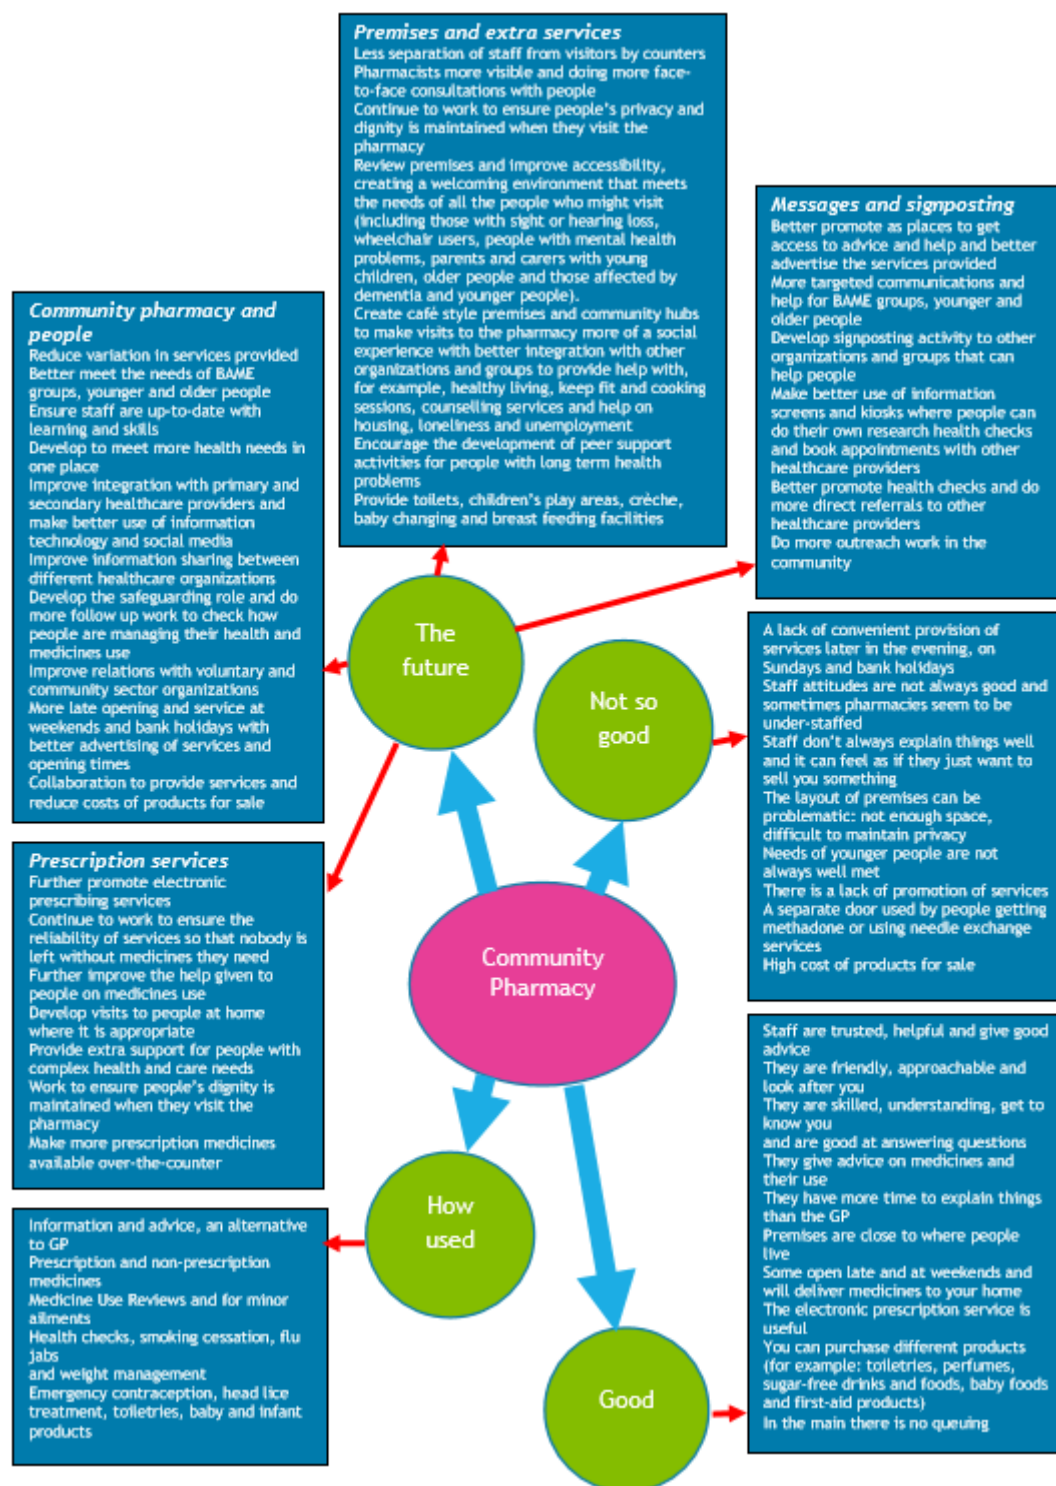 Premises and extra services
Less separation of staff from visitors by counters
Pharmacists more visible and doing more face-
to-face consultations with people
Continue to work to ensure people's privacy and
dignity is maintained when they visit the
pharmacy
Review premises and improve accessibility,
creating a welcoming environment that meets
the needs of all the people who might visit
(including those with sight or hearing loss,
wheelchair users, people with mental health
problems, parents and carers with young
children, older people and those affected by
dementia and younger people).
Create café style premises and community hubs
to make visits to the pharmacy more of a social
experience with better integration with other
organizations and groups to provide help with,
for example, healthy living, keep fit and cooking
sessions, counselling services and help on
housing, loneliness and unemployment
Encourage the development of peer support
activities for people with long term health
problems
Provide toilets, children's play areas, crèche,
baby changing and breast feeding facilities
Messages and signposting
Better promote as places to get
access to advice and help and better
advertise the services provided
More targeted communications and
help for BAME groups, younger and
older people
Develop signposting activity to other
organizations and groups that can
help people
Make better use of information
screens and kiosks where people can
do their own research health checks
and book appointments with other
healthcare providers
Better promote health checks and do
more direct referrals to other
healthcare providers
Do more outreach work in the
community
Community pharmacy and
people
Reduce variation in services provided
Better meet the needs of BAME
groups, younger and older people
Ensure staff are up-to-date with
learning and skills
Develop to meet more health needs in
one place
Improve integration with primary and
secondary healthcare providers and
make better use of information
technology and social media
Improve information sharing between
different healthcare organizations
Develop the safeguarding role and do
more follow up work to check how
people are managing their health and
medicines use
Improve relations with voluntary and
community sector organizations
More late opening and service at
weekends and bank holidays with
better advertising of services and
opening times
Collaboration to provide services and
reduce costs of products for sale
The
future
Not so
good
A lack of convenient provision of
services later in the evening, on
Sundays and bank holidays
Staff attitudes are not always good and
sometimes pharmacies seem to be
under-staffed
Staff don't always explain things well
and it can feel as if they just want to
sell you something
The layout of premises can be
problematic: not enough space,
difficult to maintain privacy
Needs of younger people are not
always well met
There is a lack of promotion of services
A separate door used by people getting
methadone or using needle exchange
services
High cost of products for sale
Prescription services
Further promote electronic
prescribing services
Continue to work to ensure the
reliability of services so that nobody is
left without medicines they need
Further improve the help given to
people on medicines use
Develop visits to people at home
where it is appropriate
Provide extra support for people with
complex health and care needs
Work to ensure people's dignity is
maintained when they visit the
pharmacy
Make more prescription medicines
available over-the-counter
Community
Pharmacy
How
used
Information and advice, an alternative
to GP
Prescription and non-prescription
medicines
Medicine Use Reviews and for minor
ailments
Health checks, smoking cessation, flu
jabs
and weight management
Emergency contraception, head lice
treatment, toiletries, baby and infant
products
Good
Staff are trusted, helpful and give good
advice
They are friendly, approachable and
look after you
They are skilled, understanding, get to
know you
and are good at answering questions
They give advice on medicines and
their use
They have more time to explain things
than the GP
Premises are close to where people
live
Some open late and at weekends and
will deliver medicines to your home
The electronic prescription service is
useful
You can purchase different products
(for example: toiletries, perfumes,
sugar-free drinks and foods, baby foods
and first-aid products)
In the main there is no queuing